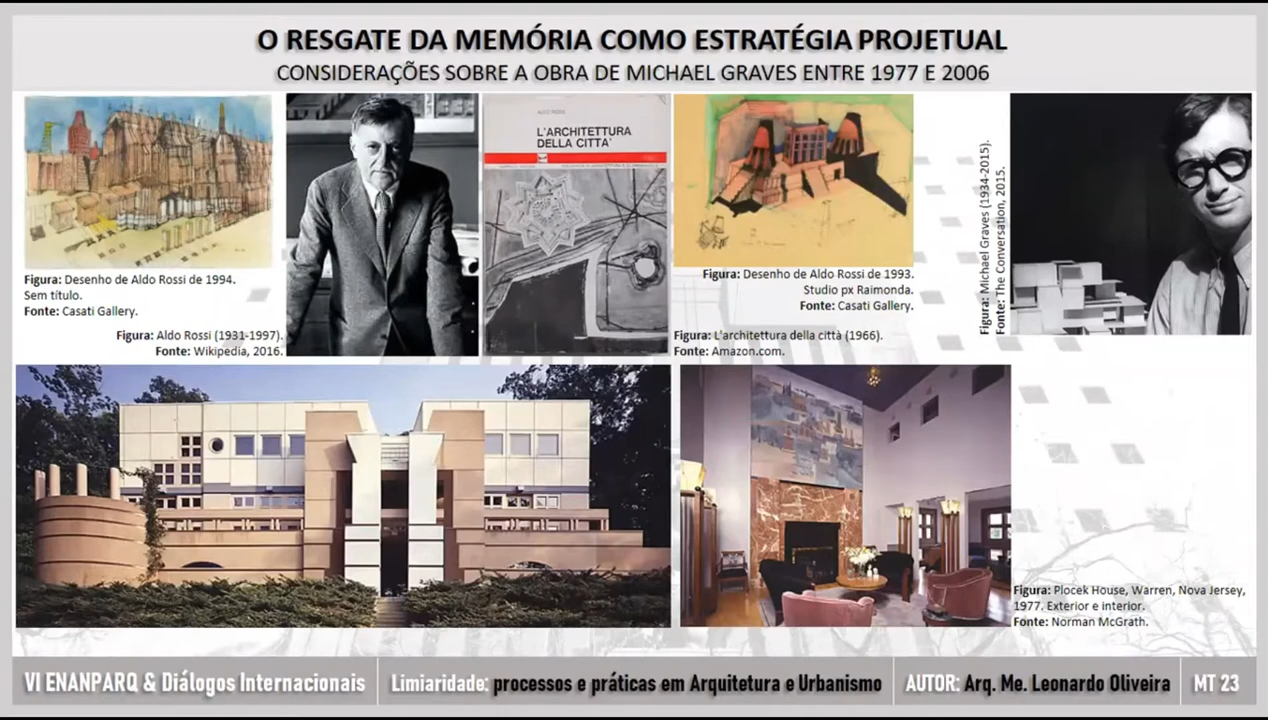 O RESGATE DA MEMÓRIA COMO ESTRATÉGIA PROJETUAL
CONSIDERAÇÕES SOBRE A OBRA DE MICHAEL GRAVES ENTRE 1977 E 2006
ALDO ROSSI
L'ARCHITETTURA
DELLA CITTA'
Figura: Desenho de Aldo Rossi de 1994.
Sem título.
Fonte: Casati Gallery.
Figura: Aldo Rossi (1931-1997).
Fonte: Wikipedia, 2016.
Figura: Desenho de Aldo Rossi de 1993.
Studio px Raimonda.
Fonte: Casati Gallery.
Figura: L'architettura della città (1966).
Fonte: Amazon.com.
Figura: Michael Graves (1934-2015).
Fonte: The Conversation, 2015.
Figura: Plocek House, Warren, Nova Jersey,
1977. Exterior e interior.
Fonte: Norman McGrath.
VI ENANPARQ & Diálogos Internacionais
Limiaridade: processos e práticas em Arquitetura e Urbanismo
AUTOR: Arq. Me. Leonardo Oliveira
MT 23